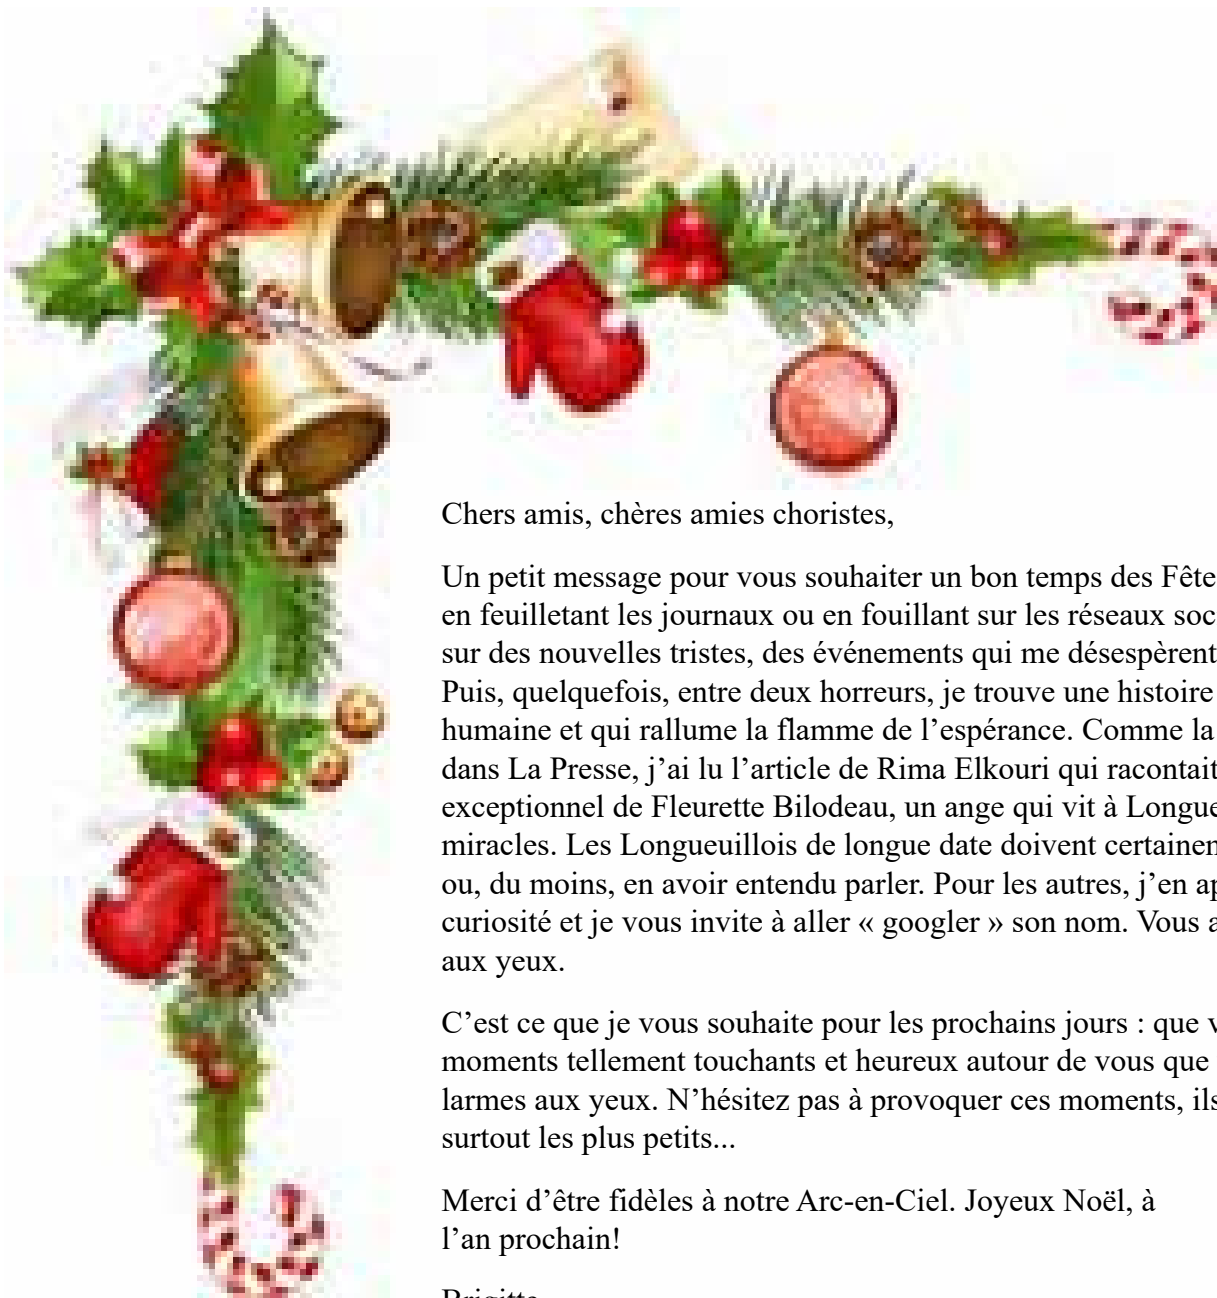 Chers amis, chères amies choristes,
Un petit message pour vous souhaiter un bon temps des Fête
en feuilletant les journaux ou en fouillant sur les réseaux soc
sur des nouvelles tristes, des événements qui me désespèrent
Puis, quelquefois, entre deux horreurs, je trouve une histoire
humaine et qui rallume la flamme de l’espérance. Comme la
dans La Presse, j’ai lu l’article de Rima Elkouri qui racontait
exceptionnel de Fleurette Bilodeau, un ange qui vit à Longue
miracles. Les Longueuillois de longue date doivent certainem
ou, du moins, en avoir entendu parler. Pour les autres, j’en ap
curiosité et je vous invite à aller « googler » son nom. Vous a
aux yeux.
C’est ce que je vous souhaite pour les prochains jours : que v
moments tellement touchants et heureux autour de vous que
larmes aux yeux. N’hésitez pas à provoquer ces moments, ils
surtout les plus petits...
Merci d’être fidèles à notre Arc-en-Ciel. Joyeux Noël, à
l’an prochain!
Brigitte